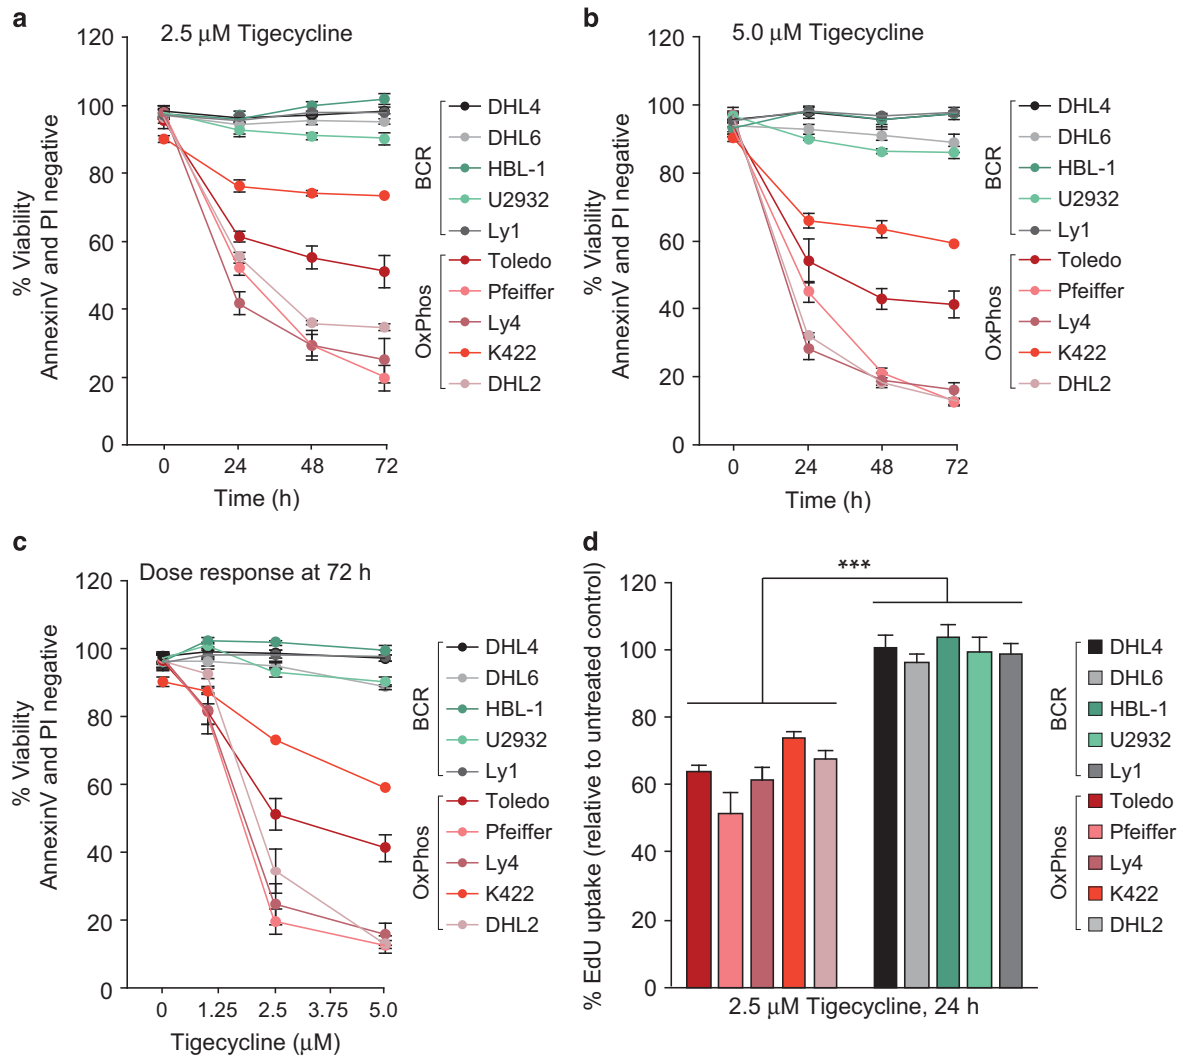 a
2.5 μM Tigecycline
% Viability
AnnexinV and PI negative
120
100
80
60
40
20
0
0 24 48 72
Time (h)
BCR
DHL4
DHL6
HBL-1
U2932
Ly1
OxPhos
Toledo
Pfeiffer
Ly4
K422
DHL2
b
5.0 μM Tigecycline
% Viability
AnnexinV and PI negative
120
100
80
60
40
20
0
0 24 48 72
Time (h)
BCR
DHL4
DHL6
HBL-1
U2932
Ly1
OxPhos
Toledo
Pfeiffer
Ly4
K422
DHL2
c
Dose response at 72 h
% Viability
AnnexinV and PI negative
120
100
80
60
40
20
0
0 1.25 2.5 3.75 5.0
Tigecycline (μM)
BCR
DHL4
DHL6
HBL-1
U2932
Ly1
OxPhos
Toledo
Pfeiffer
Ly4
K422
DHL2
d
% EdU uptake (relative to untreated control)
120
100
80
60
40
20
0
***
2.5 μM Tigecycline, 24 h
BCR
DHL4
DHL6
HBL-1
U2932
Ly1
OxPhos
Toledo
Pfeiffer
Ly4
K422
DHL2